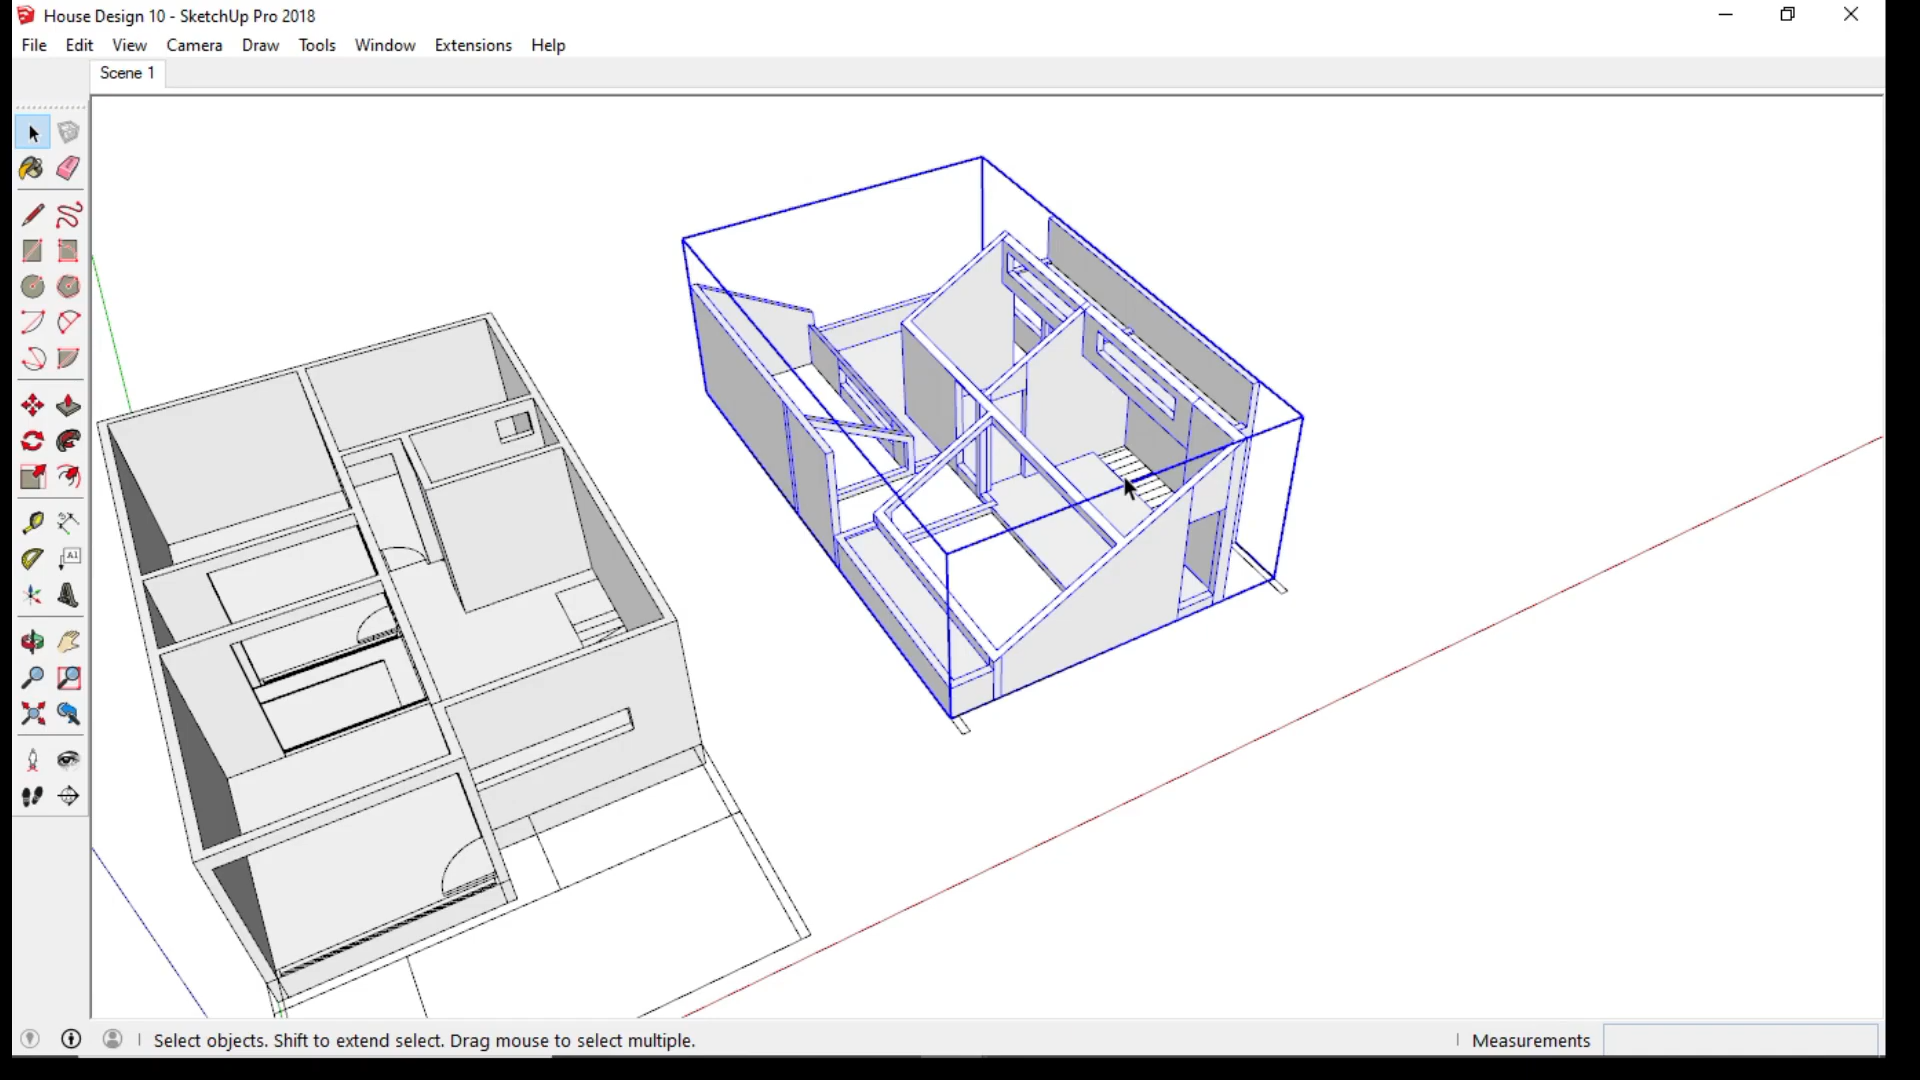 House Design 10 - SketchUp Pro 2018
File Edit View Camera Draw Tools Window Extensions Help
Scene 1
A1
Select objects. Shift to extend select. Drag mouse to select multiple.
Measurements